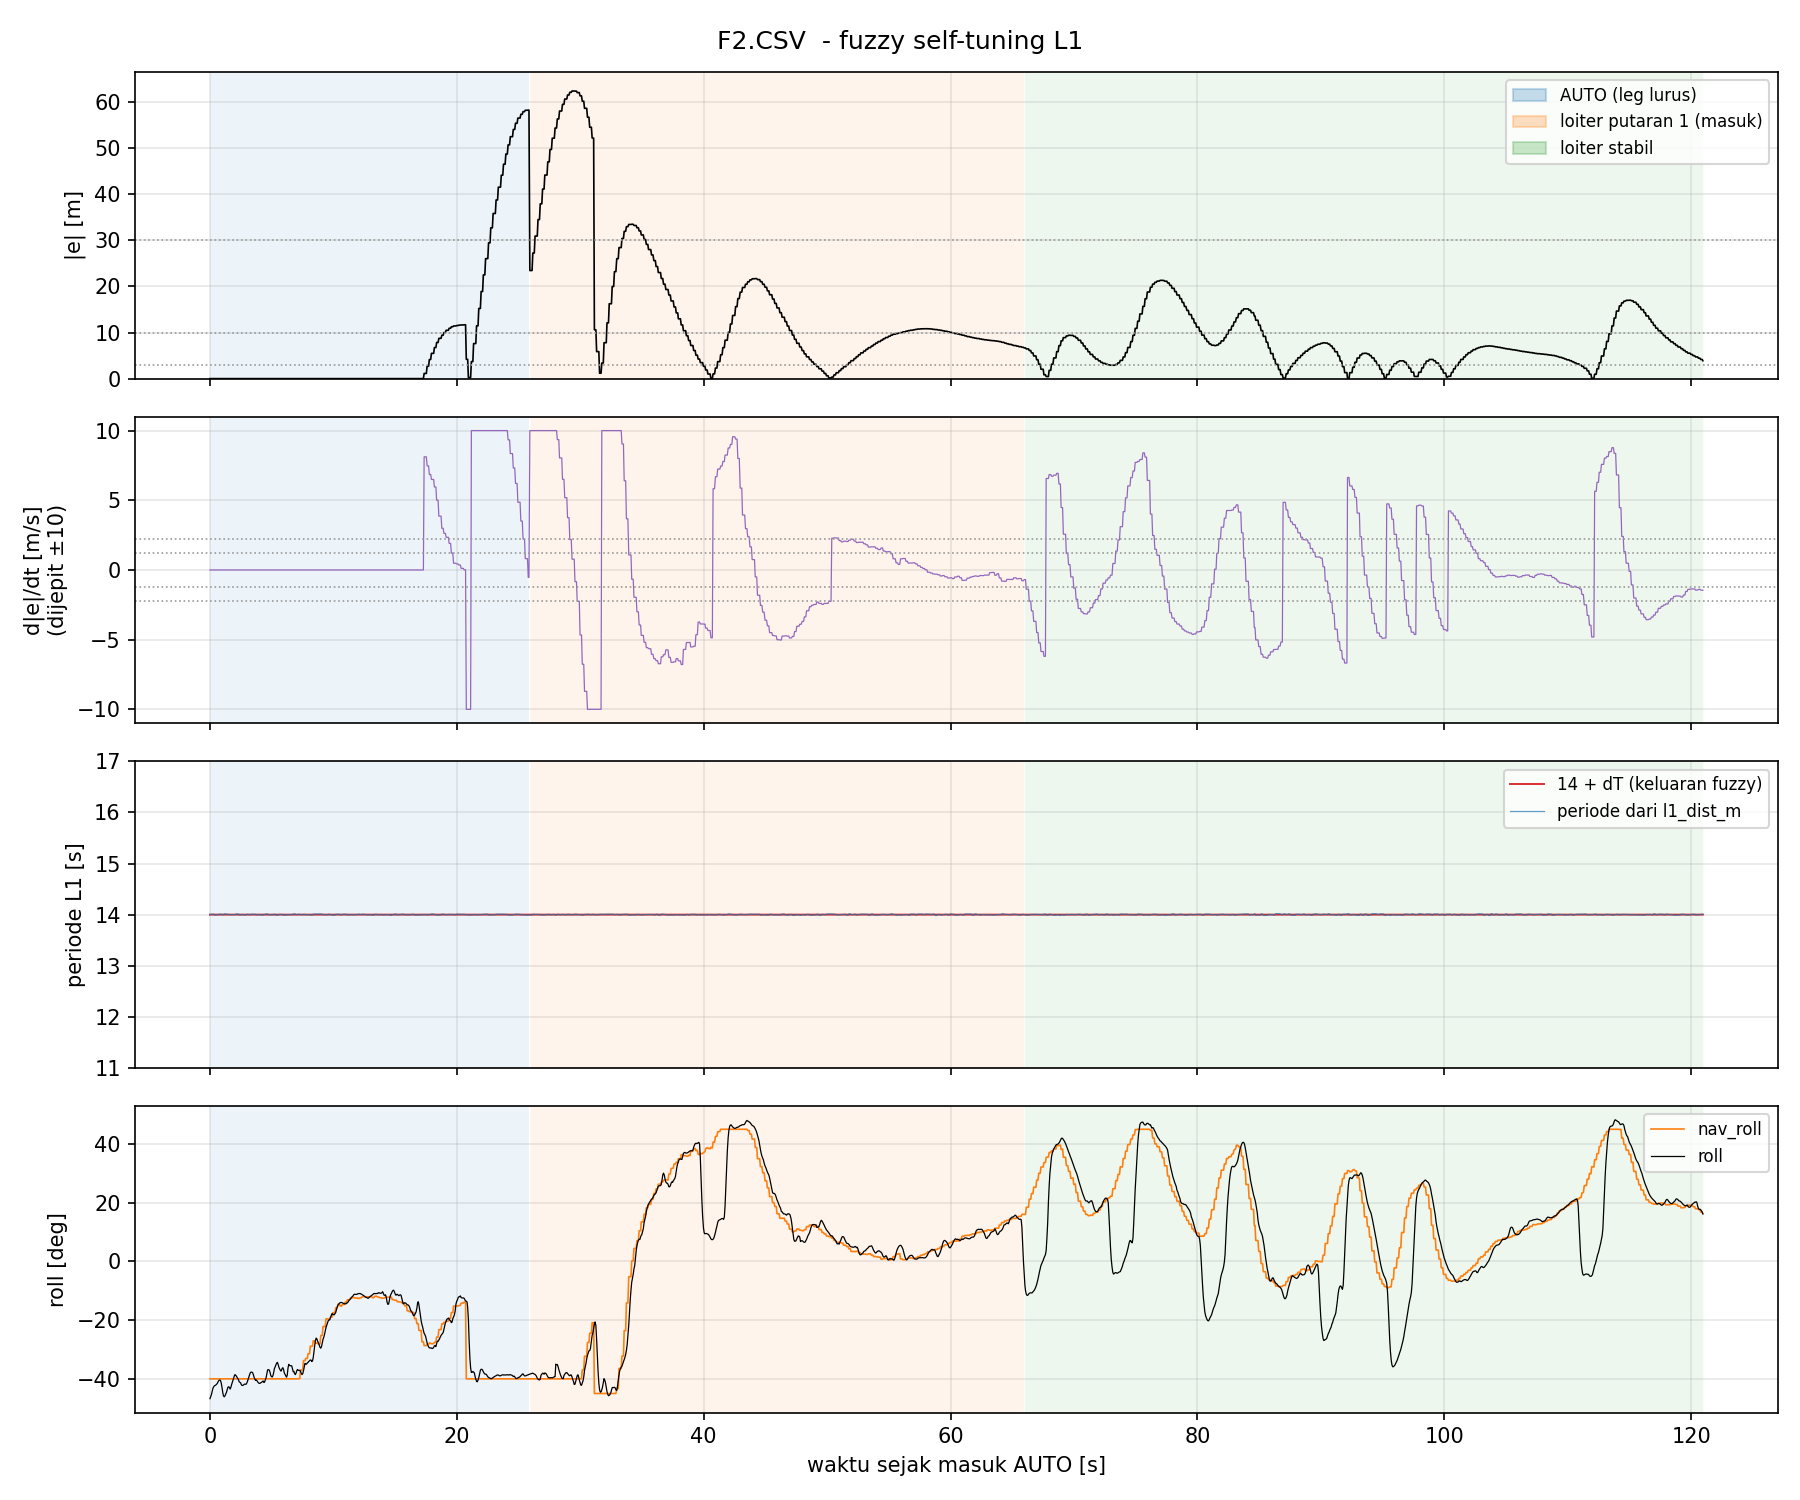 F2.CSV  - fuzzy self-tuning L1
60
50
40
30
20
10
0
|e| [m]
AUTO (leg lurus)
loiter putaran 1 (masuk)
loiter stabil
10
5
0
−5
−10
d|e|/dt [m/s]
(dijepit ±10)
17
16
15
14
13
12
11
periode L1 [s]
14 + dT (keluaran fuzzy)
periode dari l1_dist_m
40
20
0
−20
−40
roll [deg]
nav_roll
roll
0 20 40 60 80 100 120
waktu sejak masuk AUTO [s]